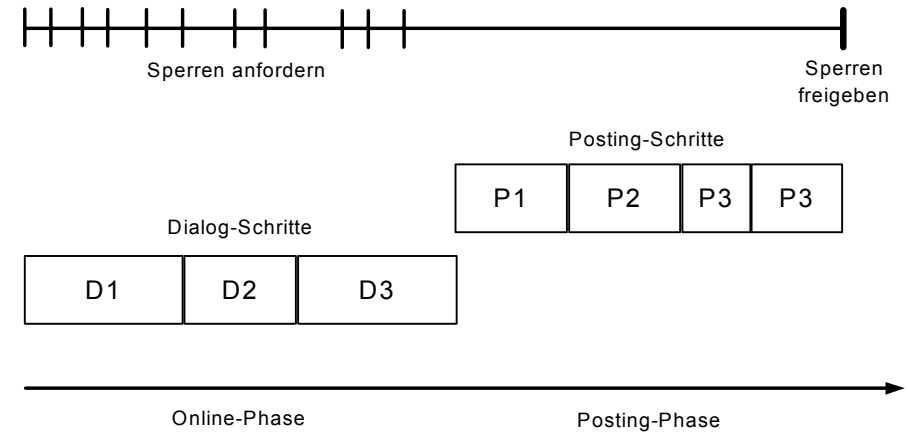 Sperren anfordern
Sperren
freigeben
Posting-Schritte
P1 P2 P3 P3
Dialog-Schritte
D1 D2 D3
Online-Phase Posting-Phase